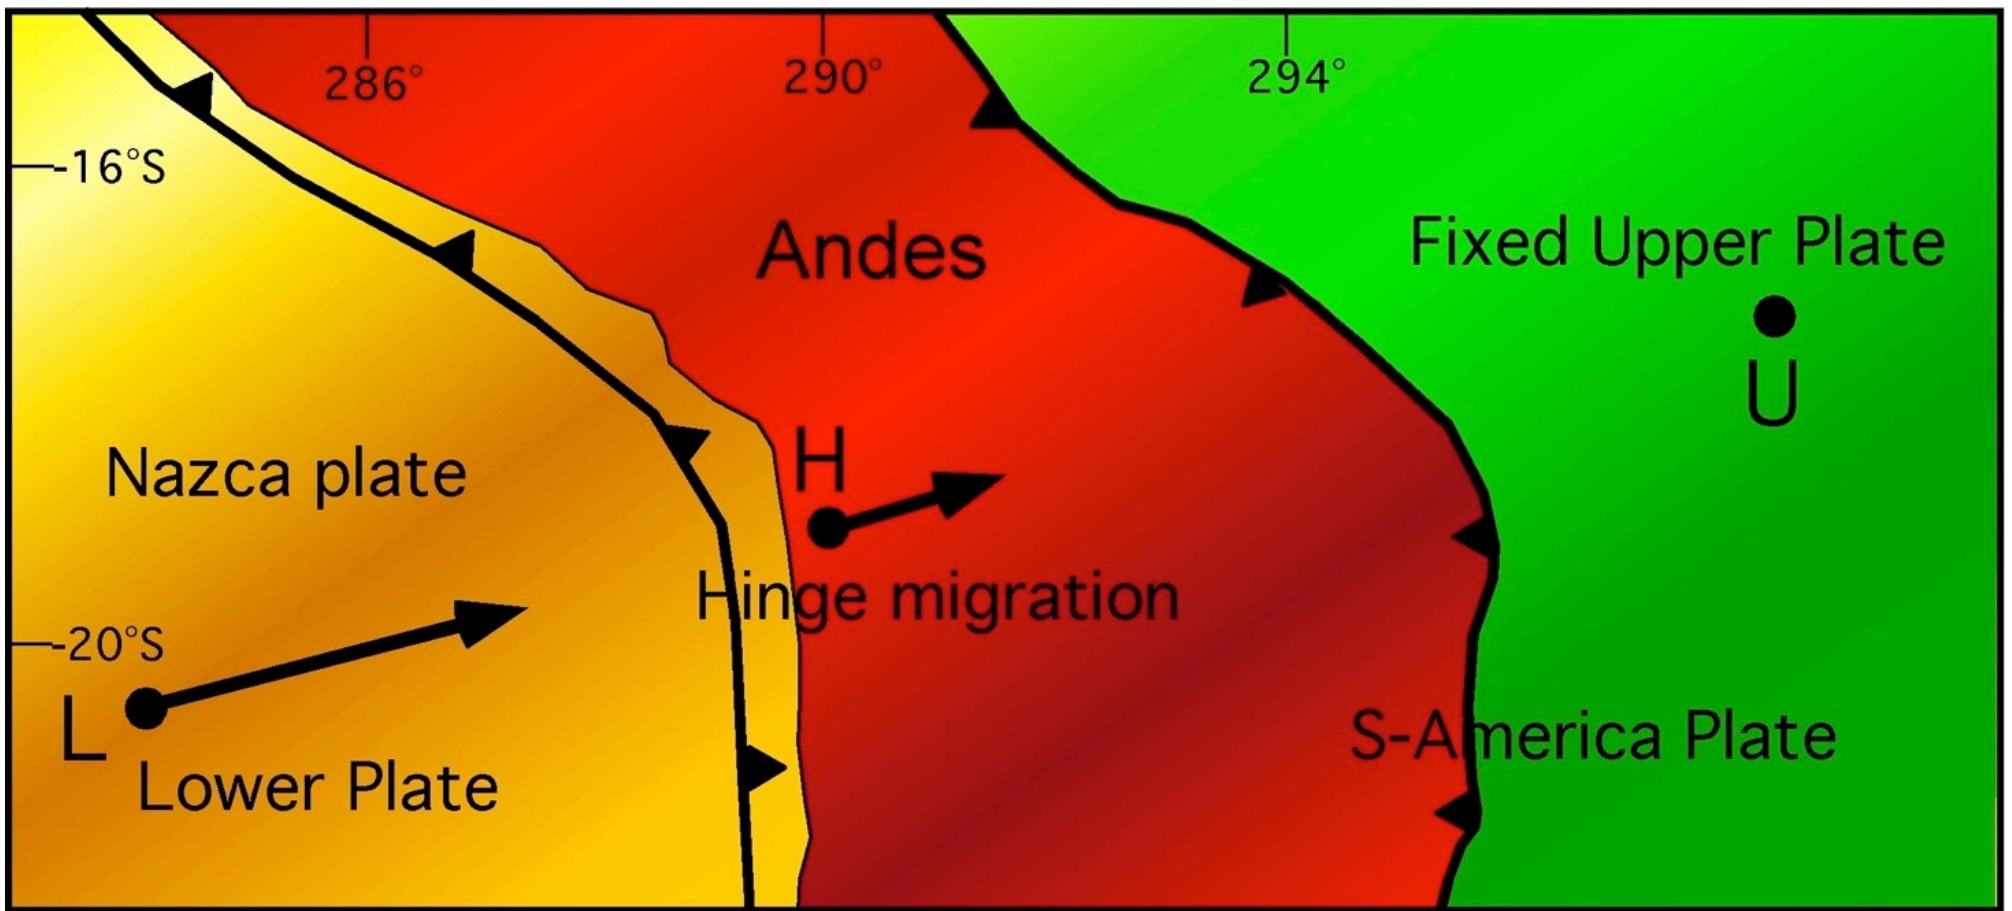 286°
290°
294°
-16°S
Fixed Upper Plate
Andes
U
H
Nazca plate
Hinge migration
-20°S
L
S-America Plate
Lower Plate